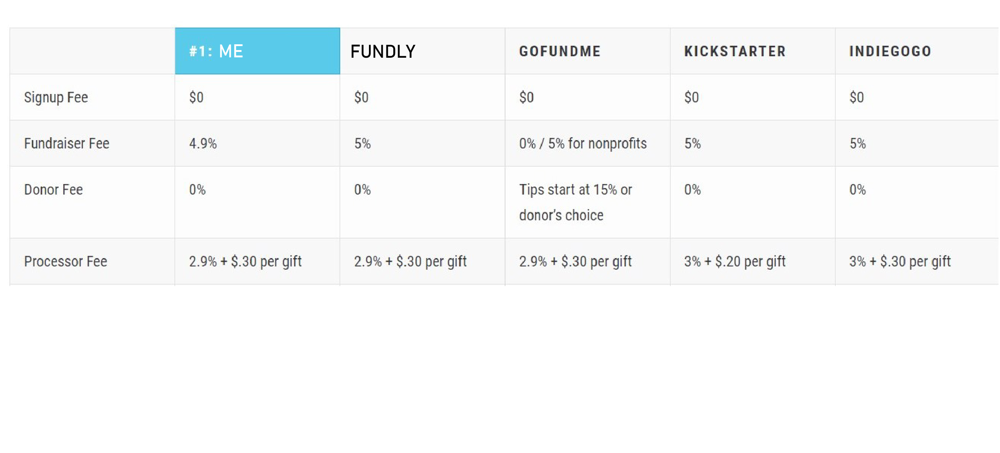 #1: ME FUNDLY GOFUNDME KICKSTARTER INDIEGOGO
Signup Fee $0 $0 $0 $0 $0
Fundraiser Fee 4.9% 5% 0% / 5% for nonprofits 5% 5%
Donor Fee 0% 0% Tips start at 15% or 0% 0%
donor’s choice
Processor Fee 2.9% + $.30 per gift 2.9% + $.30 per gift 2.9% + $.30 per gift 3% + $.20 per gift 3% + $.30 per gift